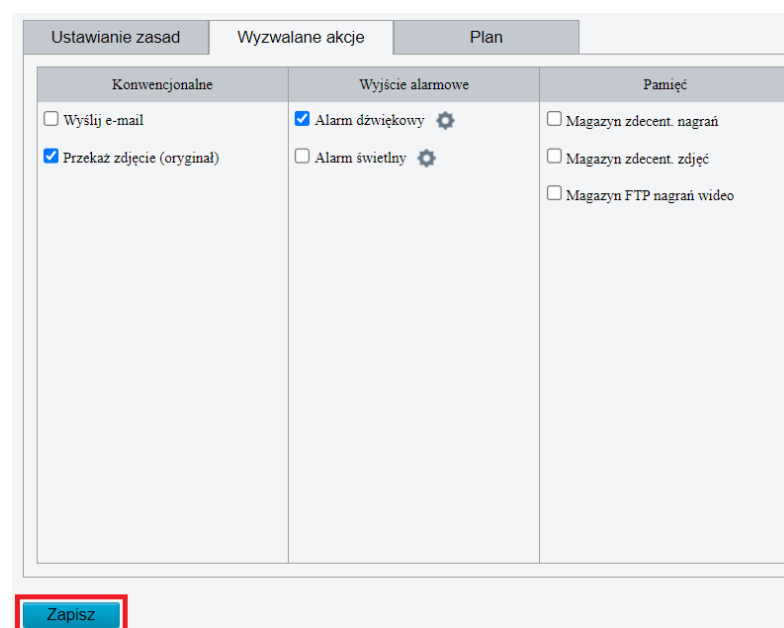 Ustawianie zasad Wyzwalane akcje Plan
Konwencjonalne Wyjście alarmowe Pamięć
Wyślij e-mail Alarm dźwiękowy Magazyn zdecent. nagrań
Przekaż zdjęcie (oryginał) Alarm świetlny Magazyn zdecent. zdjęć
Magazyn FTP nagrań wideo
Zapisz